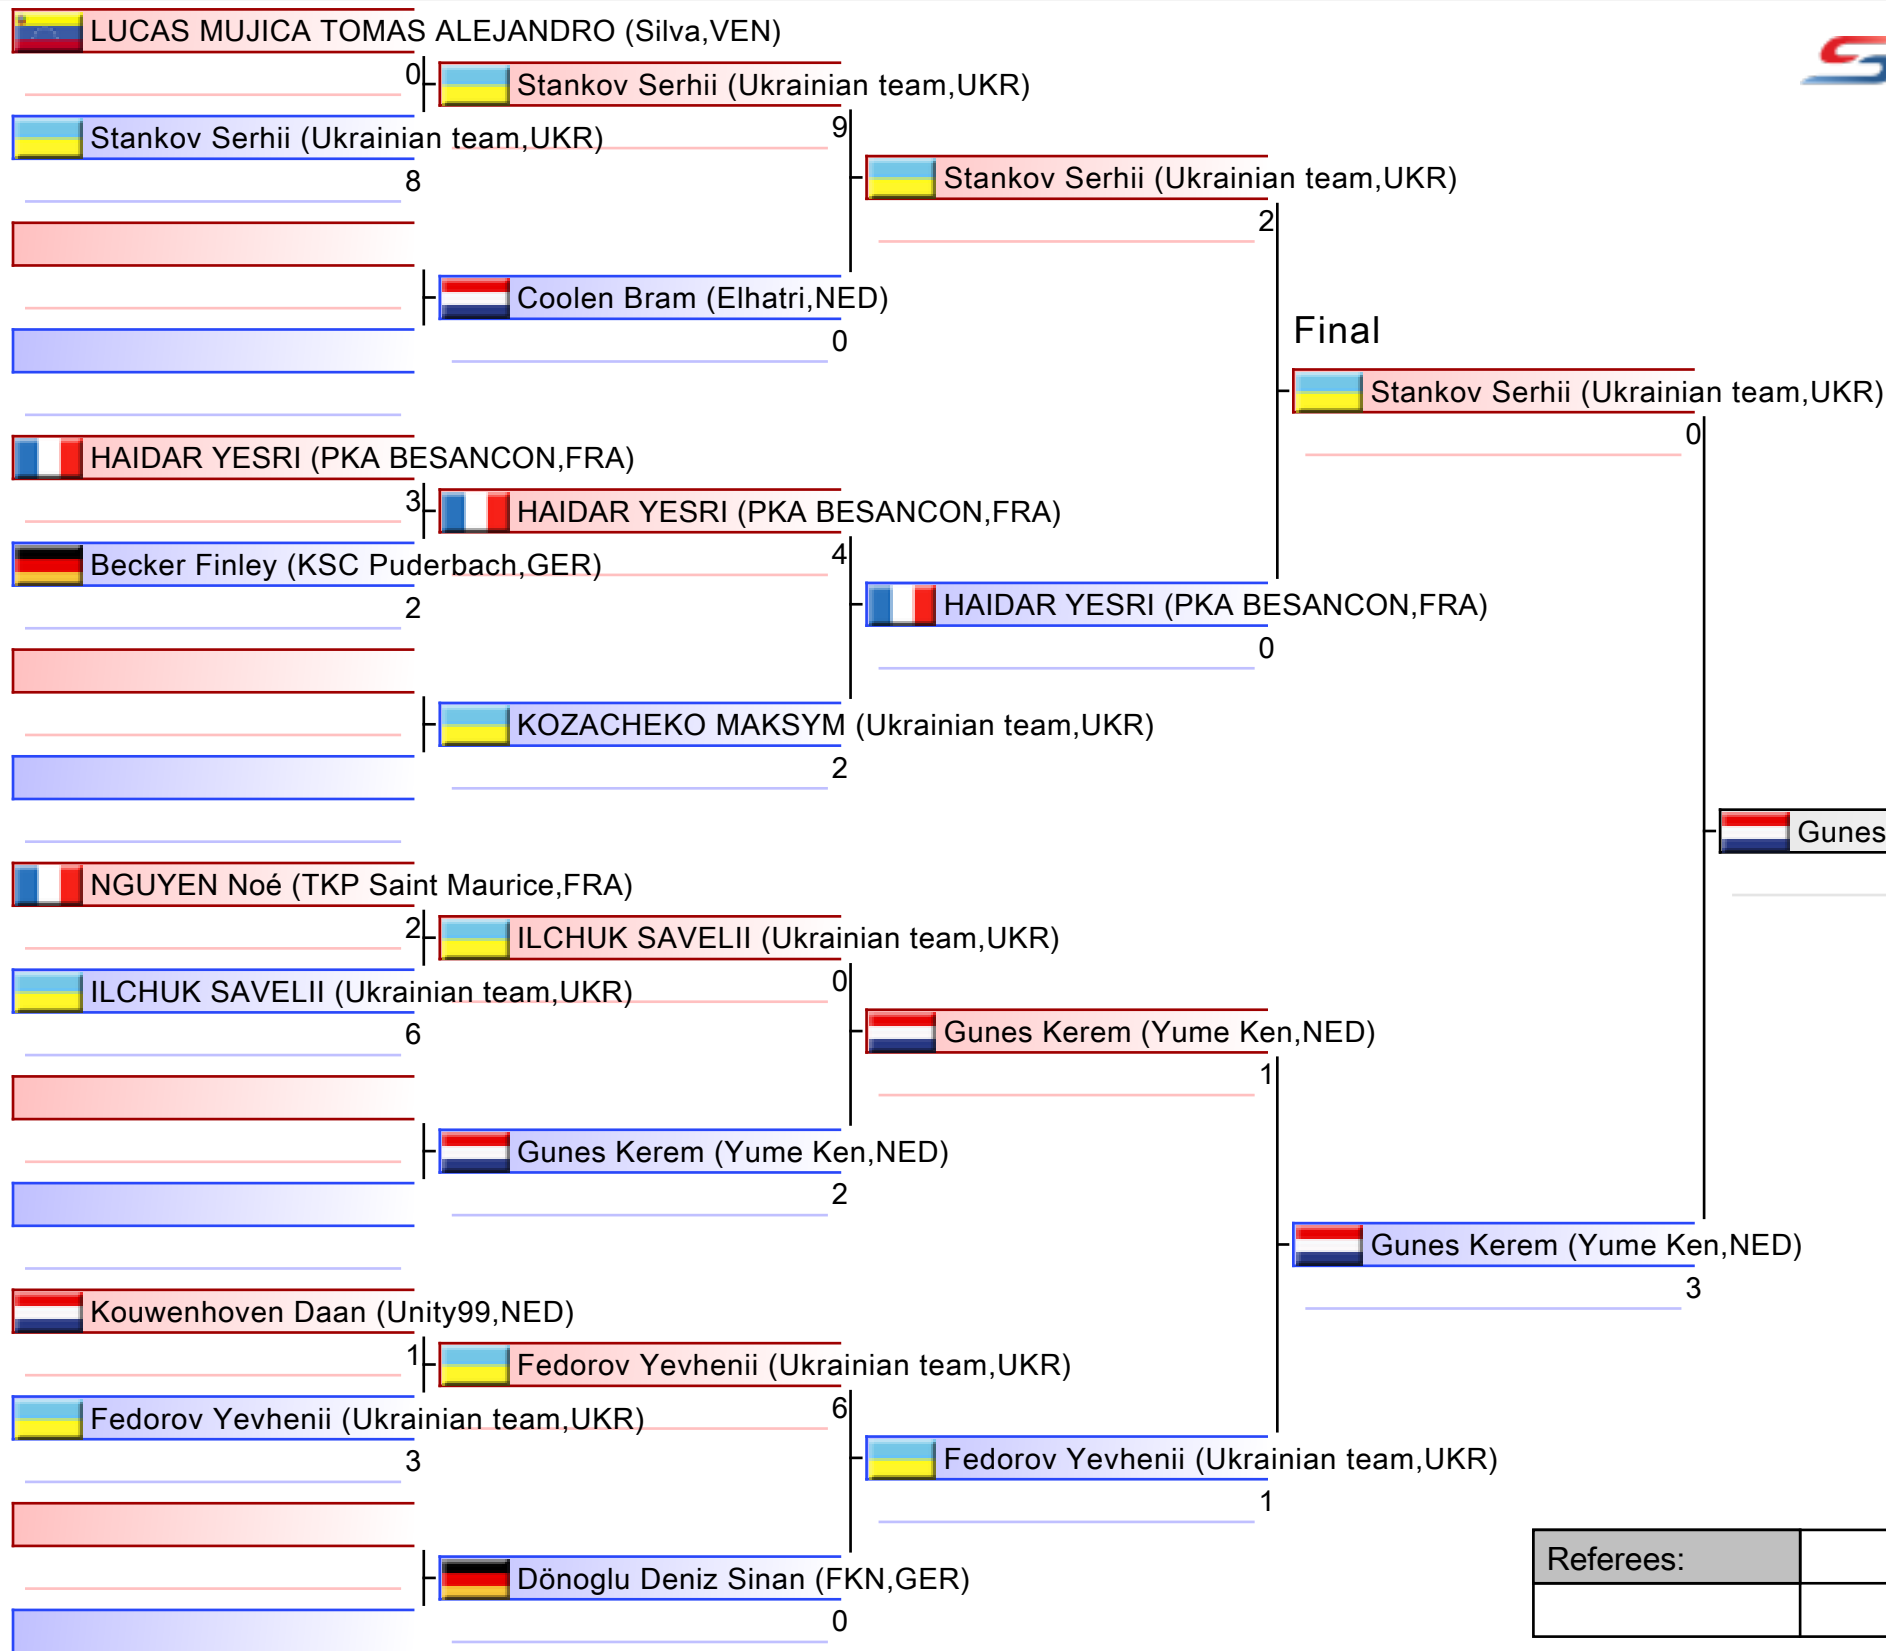 LUCAS MUJICA TOMAS ALEJANDRO (Silva,VEN)
0
Stankov Serhii (Ukrainian team,UKR)
Stankov Serhii (Ukrainian team,UKR)
9
8
Stankov Serhii (Ukrainian team,UKR)
2
Coolen Bram (Elhatri,NED)
0
Final
Stankov Serhii (Ukrainian team,UKR)
0
HAIDAR YESRI (PKA BESANCON,FRA)
3
HAIDAR YESRI (PKA BESANCON,FRA)
4
Becker Finley (KSC Puderbach,GER)
2
HAIDAR YESRI (PKA BESANCON,FRA)
0
KOZACHEKO MAKSYM (Ukrainian team,UKR)
2
Gunes
NGUYEN Noé (TKP Saint Maurice,FRA)
2
ILCHUK SAVELII (Ukrainian team,UKR)
0
ILCHUK SAVELII (Ukrainian team,UKR)
6
Gunes Kerem (Yume Ken,NED)
1
Gunes Kerem (Yume Ken,NED)
2
Gunes Kerem (Yume Ken,NED)
3
Kouwenhoven Daan (Unity99,NED)
1
Fedorov Yevhenii (Ukrainian team,UKR)
6
Fedorov Yevhenii (Ukrainian team,UKR)
3
Fedorov Yevhenii (Ukrainian team,UKR)
1
Dönoglu Deniz Sinan (FKN,GER)
0
Referees: